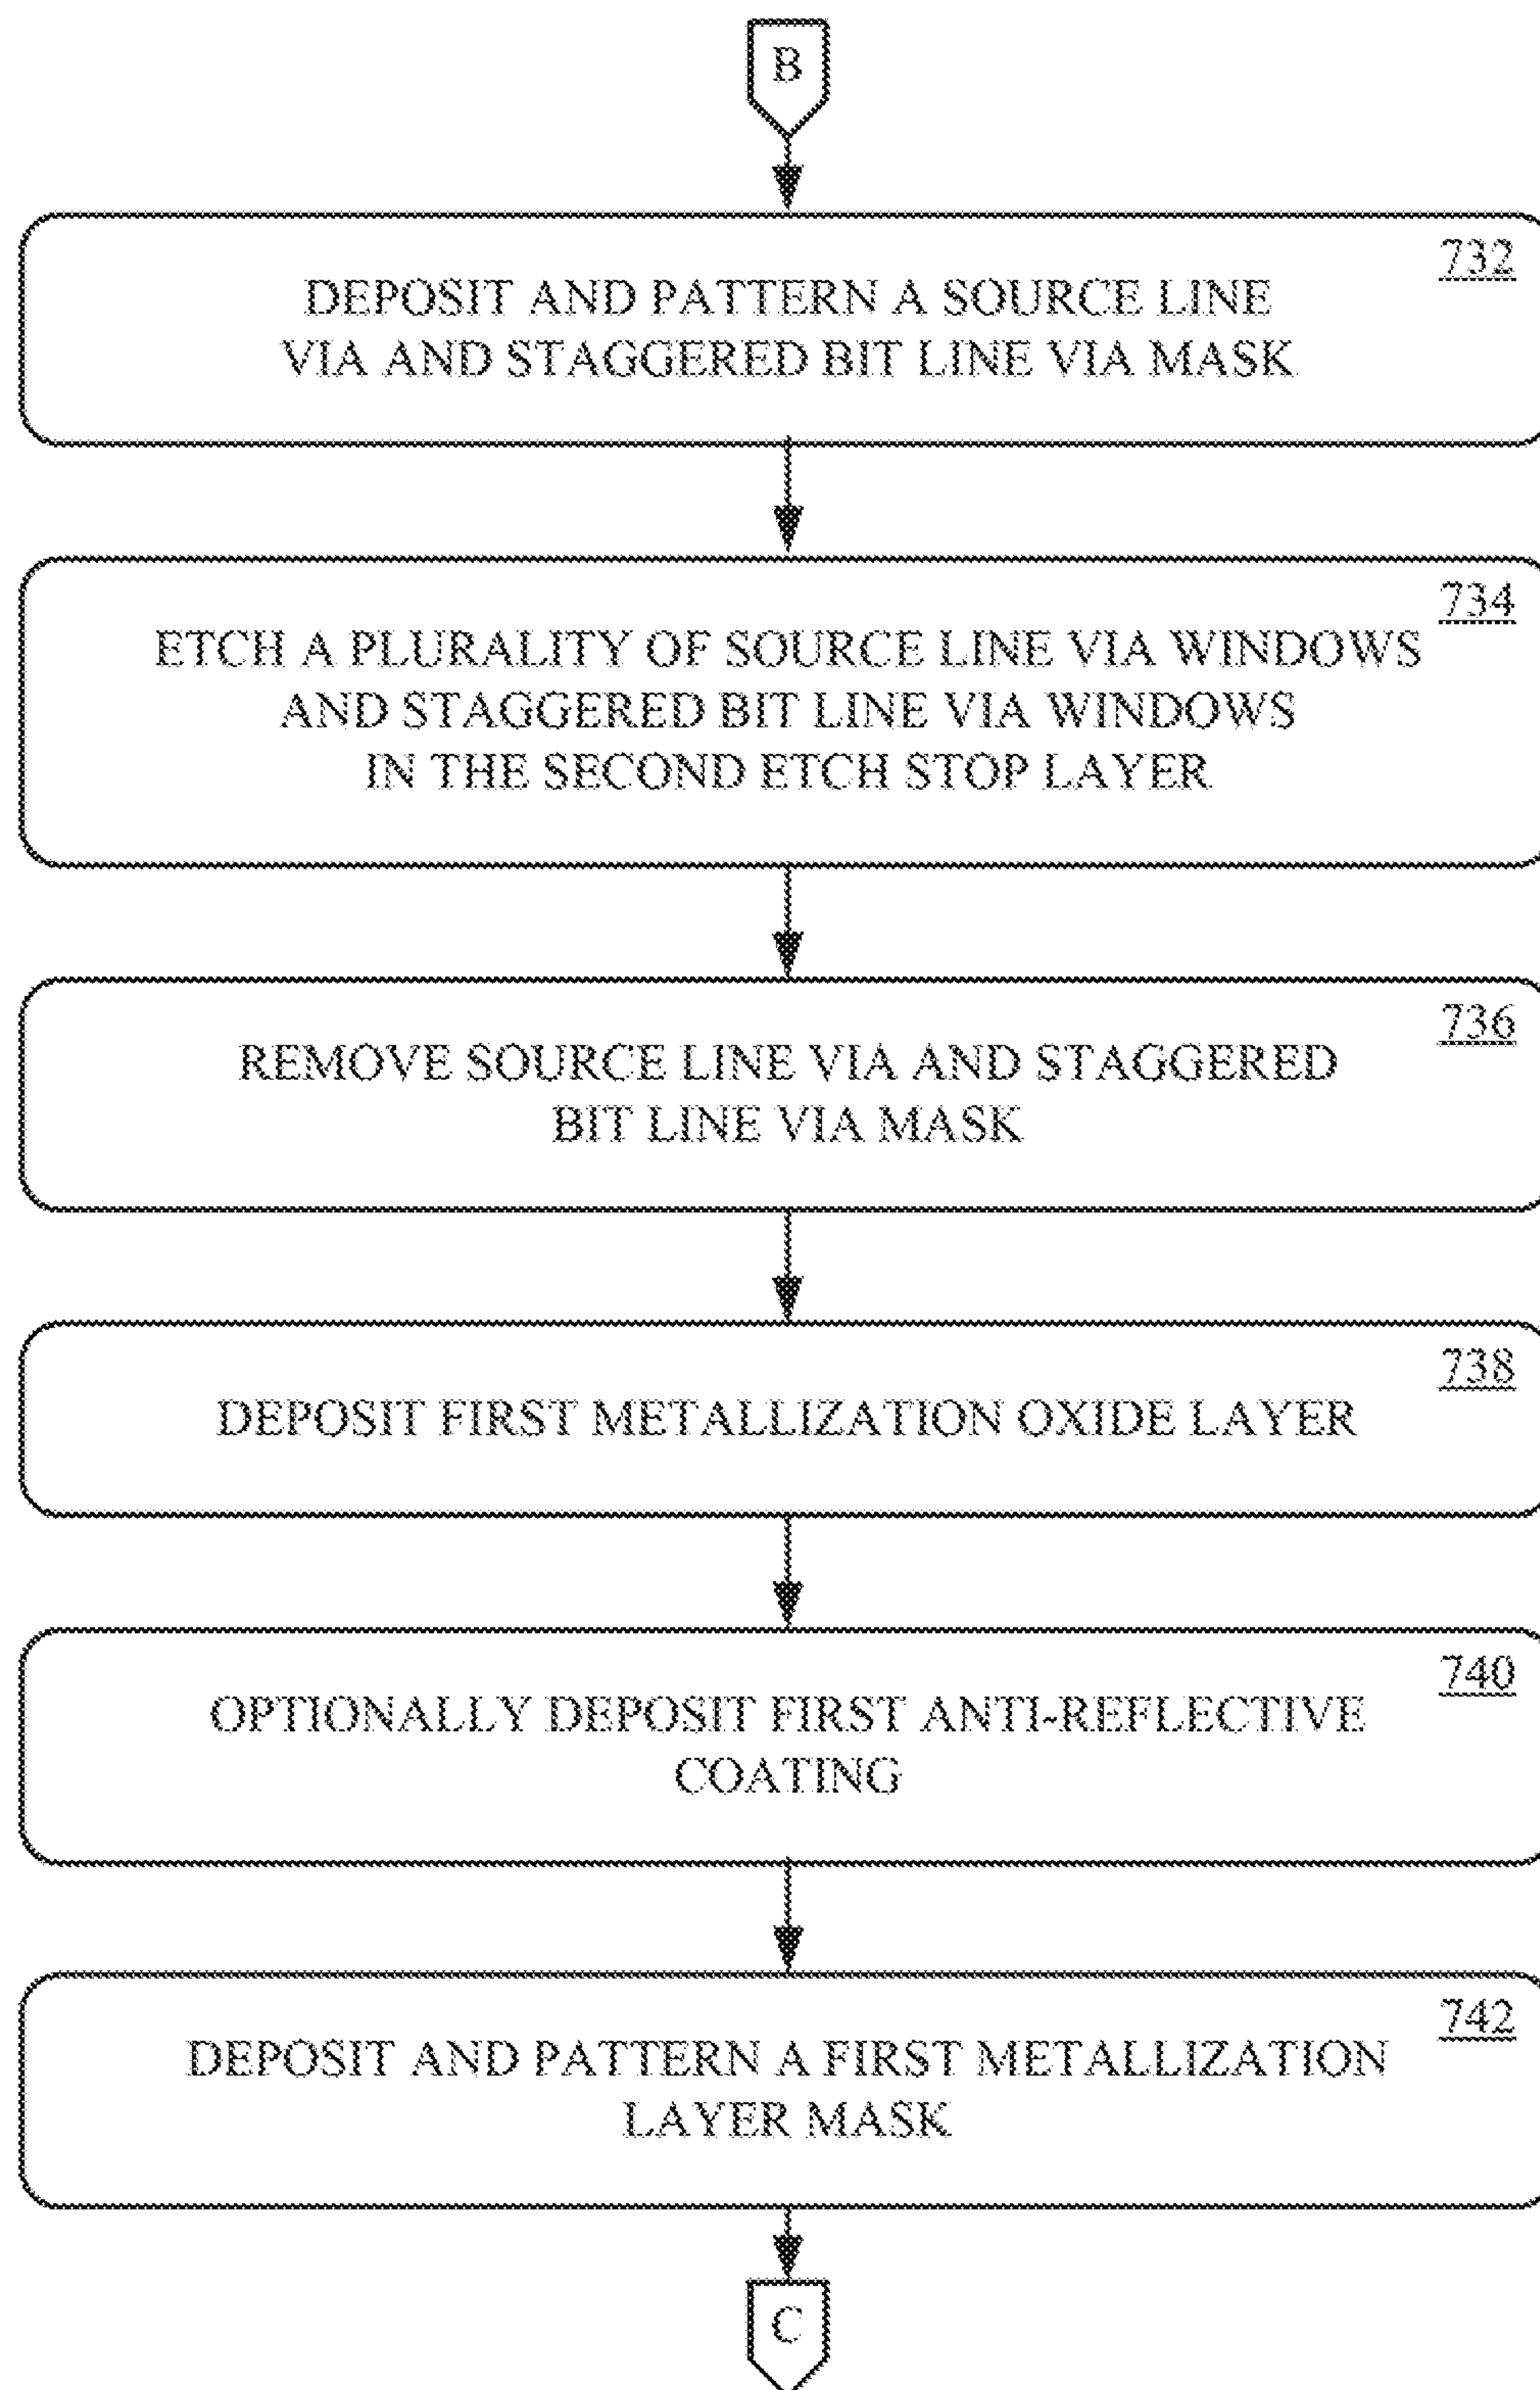 B
732
DEPOSIT AND PATTERN A SOURCE LINE
VIA AND STAGGERED BIT LINE VIA MASK
734
ETCH A PLURALITY OF SOURCE LINE VIA WINDOWS
AND STAGGERED BIT LINE VIA WINDOWS
IN THE SECOND ETCH STOP LAYER
736
REMOVE SOURCE LINE VIA AND STAGGERED
BIT LINE VIA MASK
738
DEPOSIT FIRST METALLIZATION OXIDE LAYER
740
OPTIONALLY DEPOSIT FIRST ANTI-REFLECTIVE
COATING
742
DEPOSIT AND PATTERN A FIRST METALLIZATION
LAYER MASK
C